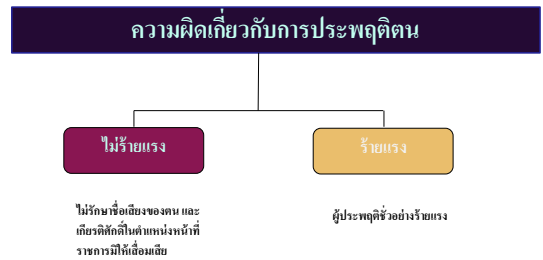 ความผิดเกี่ยวกับการประพฤติตน
ไม่ร้ายแรง
ร้ายแรง
ไม่รักษาชื่อเสียงของตน และ
เกียรติศักดิ์ในตำแหน่งหน้าที่
ราชการมิให้เสื่อมเสีย
ผู้ประพฤติชั่วอย่างร้ายแรง